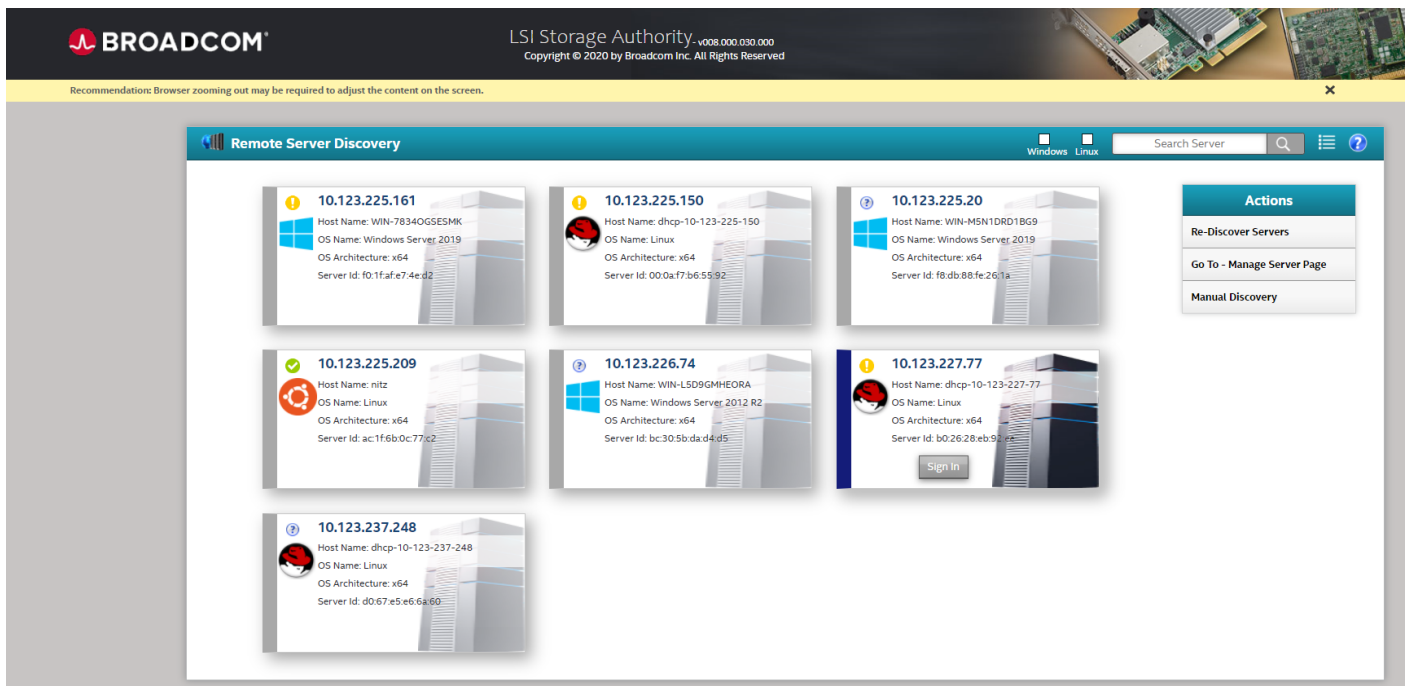 BROADCOM®
LSI Storage Authority- v008.000.030.000
Copyright © 2020 by Broadcom Inc. All Rights Reserved
Recommendation: Browser zooming out may be required to adjust the content on the screen.
Remote Server Discovery
Windows Linux
Search Server
10.123.225.161
Host Name: WIN-7834OGSESMK
OS Name: Windows Server 2019
OS Architecture: x64
Server Id: f0:1f:af:e7:4e:d2
10.123.225.150
Host Name: dhcp-10-123-225-150
OS Name: Linux
OS Architecture: x64
Server Id: 00:0a:f7:b6:55:92
10.123.225.20
Host Name: WIN-M5N1DRD1BG9
OS Name: Windows Server 2019
OS Architecture: x64
Server Id: f8:db:88:fe:26:1a
Actions
Re-Discover Servers
Go To - Manage Server Page
Manual Discovery
10.123.225.209
Host Name: nitz
OS Name: Linux
OS Architecture: x64
Server Id: ac:1f:6b:0c:77:c2
10.123.226.74
Host Name: WIN-L5D9GMHEORA
OS Name: Windows Server 2012 R2
OS Architecture: x64
Server Id: bc:30:5b:da:d4:d5
10.123.227.77
Host Name: dhcp-10-123-227-77
OS Name: Linux
OS Architecture: x64
Server Id: b0:26:28:eb:92:ee
Sign In
10.123.237.248
Host Name: dhcp-10-123-237-248
OS Name: Linux
OS Architecture: x64
Server Id: d0:67:e5:e6:6a:60